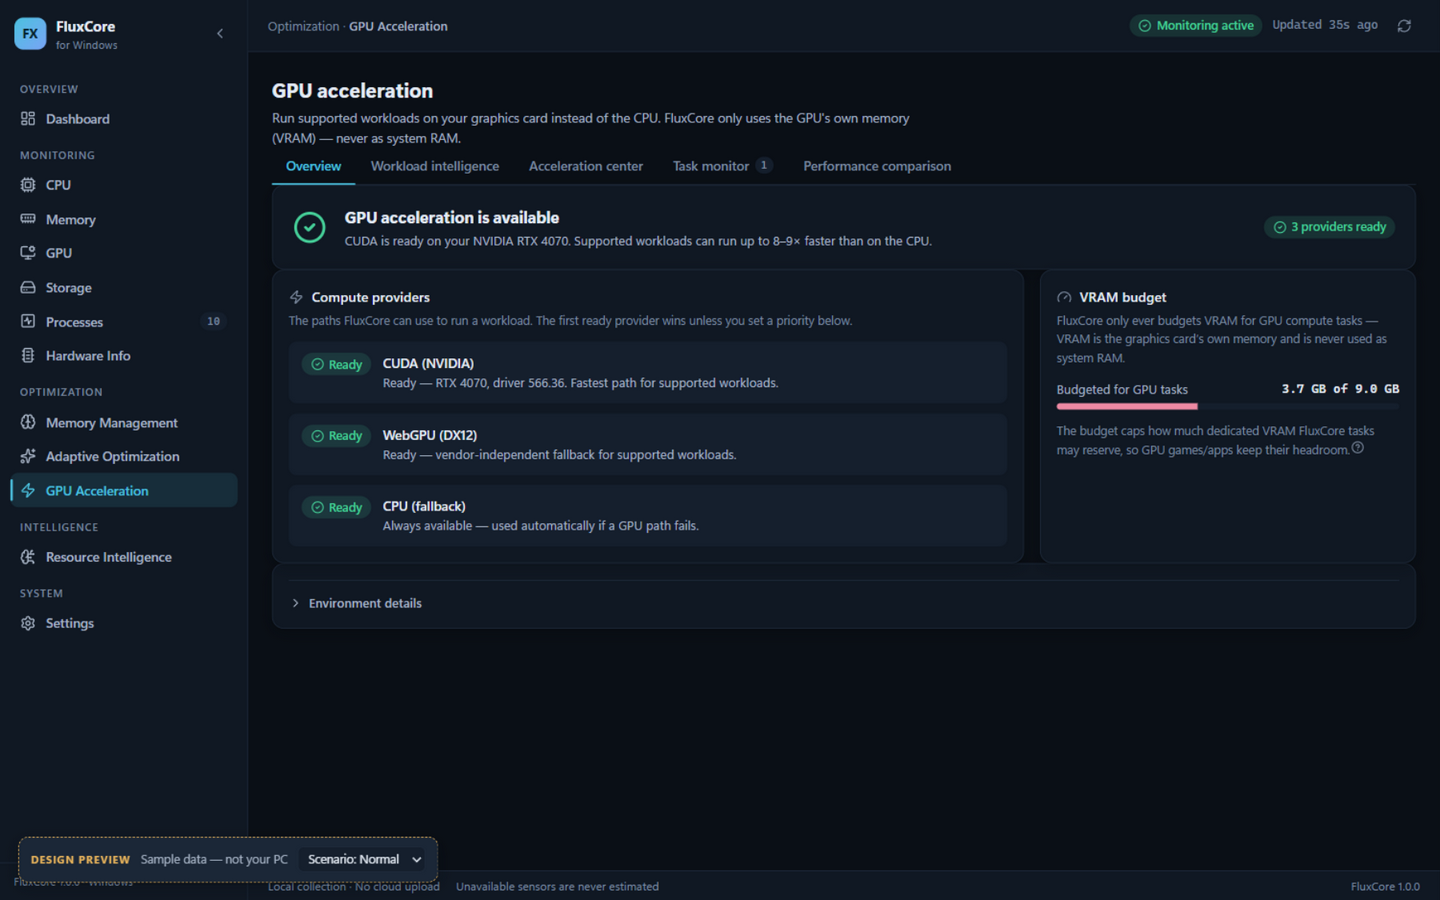 FX
FluxCore
for Windows
Optimization · GPU Acceleration
Monitoring active
Updated 35s ago
OVERVIEW
Dashboard
MONITORING
CPU
Memory
GPU
Storage
Processes 10
Hardware Info
OPTIMIZATION
Memory Management
Adaptive Optimization
GPU Acceleration
INTELLIGENCE
Resource Intelligence
SYSTEM
Settings
GPU acceleration
Run supported workloads on your graphics card instead of the CPU. FluxCore only uses the GPU's own memory
(VRAM) — never as system RAM.
Overview Workload intelligence Acceleration center Task monitor 1 Performance comparison
GPU acceleration is available
CUDA is ready on your NVIDIA RTX 4070. Supported workloads can run up to 8–9× faster than on the CPU.
3 providers ready
Compute providers
The paths FluxCore can use to run a workload. The first ready provider wins unless you set a priority below.
Ready CUDA (NVIDIA)
Ready — RTX 4070, driver 566.36. Fastest path for supported workloads.
Ready WebGPU (DX12)
Ready — vendor-independent fallback for supported workloads.
Ready CPU (fallback)
Always available — used automatically if a GPU path fails.
VRAM budget
FluxCore only ever budgets VRAM for GPU compute tasks —
VRAM is the graphics card's own memory and is never used as
system RAM.
Budgeted for GPU tasks 3.7 GB of 9.0 GB
The budget caps how much dedicated VRAM FluxCore tasks
may reserve, so GPU games/apps keep their headroom.
Environment details
DESIGN PREVIEW Sample data — not your PC Scenario: Normal
FluxCore 1.0.0 · Windows
Local collection · No cloud upload Unavailable sensors are never estimated
FluxCore 1.0.0